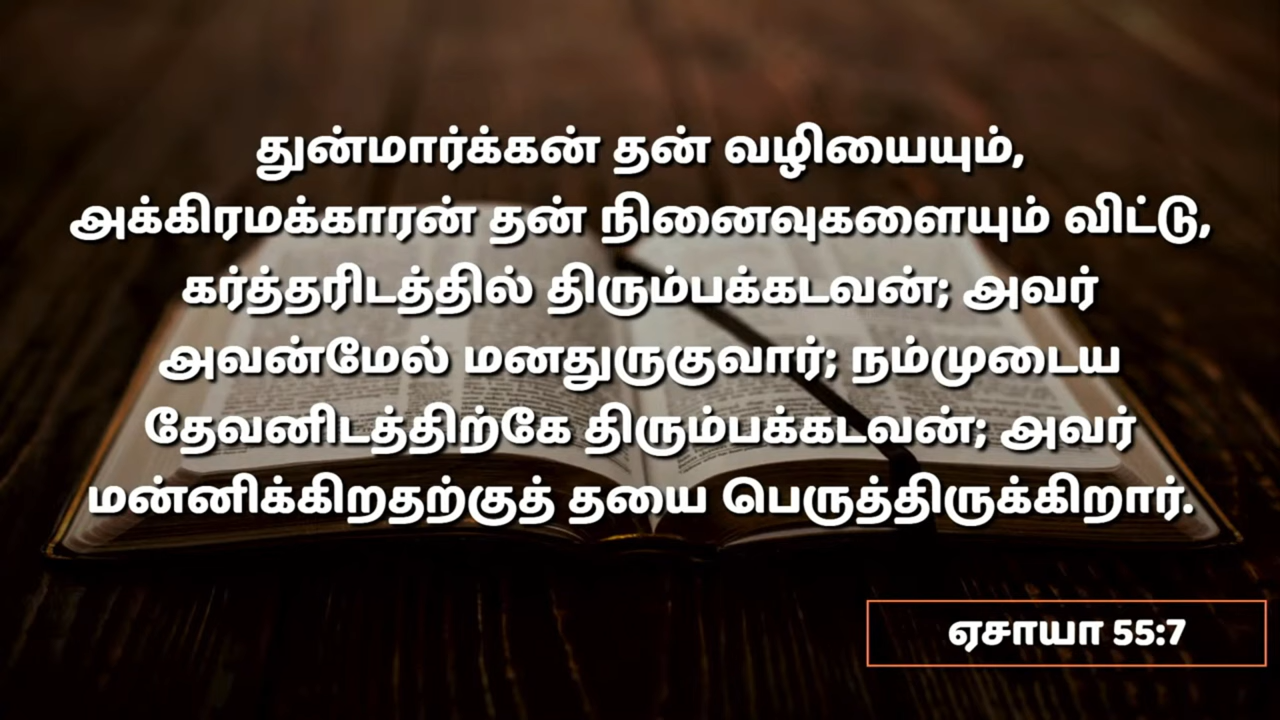 துன்மார்க்கன் தன் வழியையும்,
அக்கிரமக்காரன் தன் நினைவுகளையும் விட்டு,
கர்த்தரிடத்தில் திரும்பக்கடவன்; அவர்
அவன்மேல் மனதுருகுவார்; நம்முடைய
தேவனிடத்திற்கே திரும்பக்கடவன்; அவர்
மன்னிக்கிறதற்குத் தயை பெருத்திருக்கிறார்.
ஏசாயா 55:7